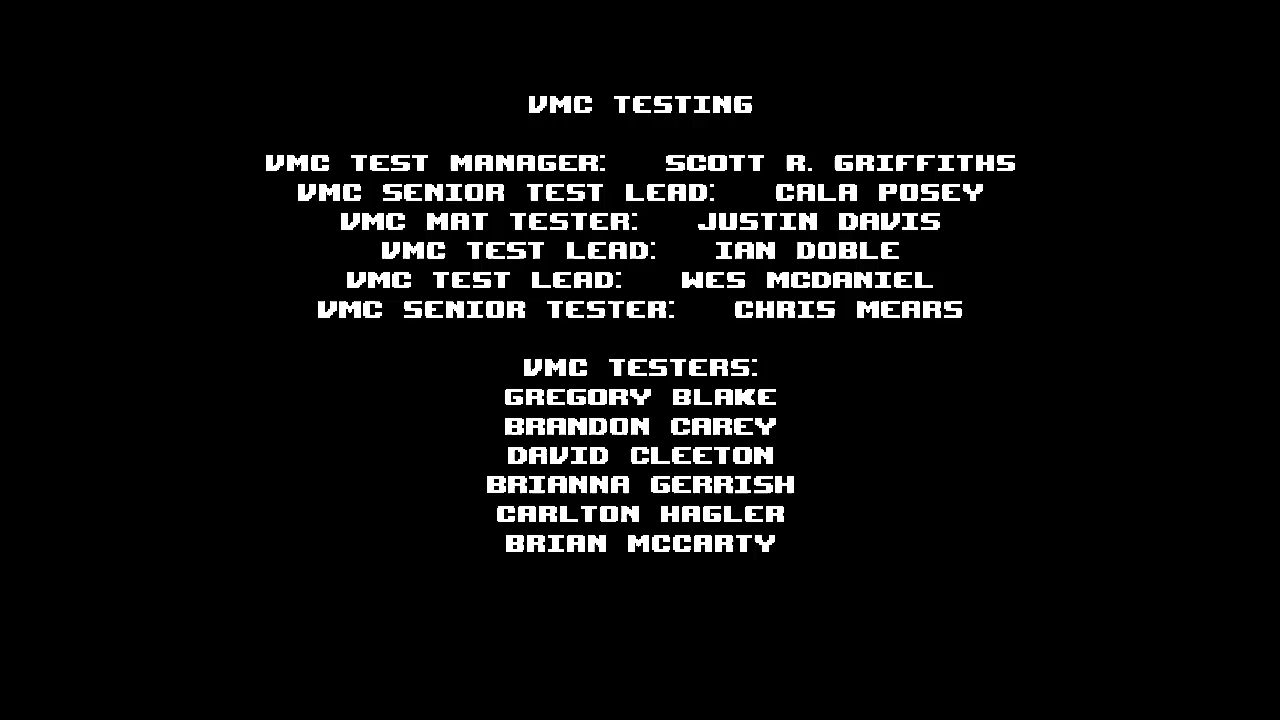 VMC TESTING
VMC TEST MANAGER: SCOTT R. GRIFFITHS
VMC SENIOR TEST LEAD: CALA POSEY
VMC MAT TESTER: JUSTIN DAVIS
VMC TEST LEAD: IAN DOBLE
VMC TEST LEAD: WES MCDANIEL
VMC SENIOR TESTER: CHRIS MEARS
VMC TESTERS:
GREGORY BLAKE
BRANDON CAREY
DAVID CLEETON
BRIANNA GERRISH
CARLTON HAGLER
BRIAN MCCARTY